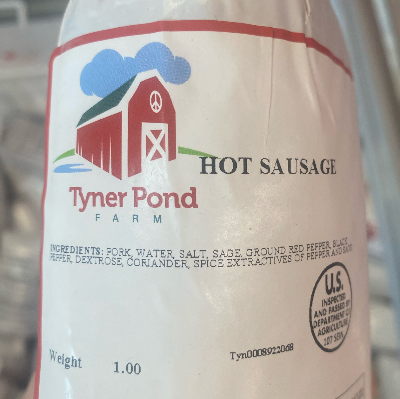 HOT SAUSAGE
Tyner Pond
FARM
INGREDIENTS: PORK, WATER, SALT, SAGE, GROUND RED PEPPER, BLACK
PEPPER, DEXTROSE, CORIANDER, SPICE EXTRACTIVES OF PEPPER AND SAGE
U.S.
INSPECTED
AND PASSED BY
DEPARTMENT OF
AGRICULTURE
Weight 1.00
Tyn0008922068